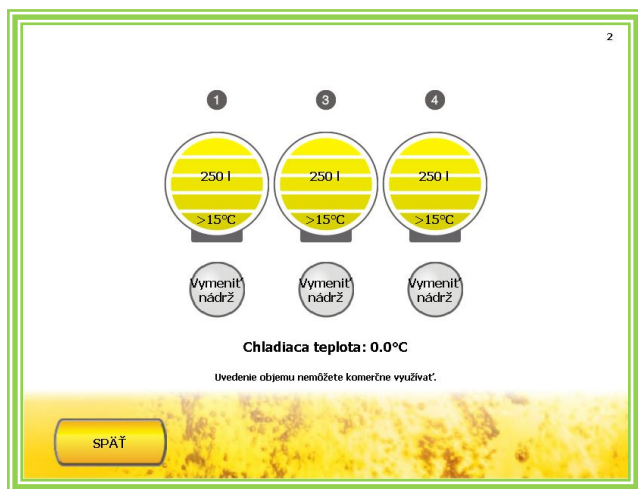 2
1 3 4
250 l 250 l 250 l
>15°C >15°C >15°C
Vymeniť Vymeniť Vymeniť
nádrž nádrž nádrž
Chladiaca teplota: 0.0°C
Uvedenie objemu nemôžete komerčne využívať.
SPÄŤ